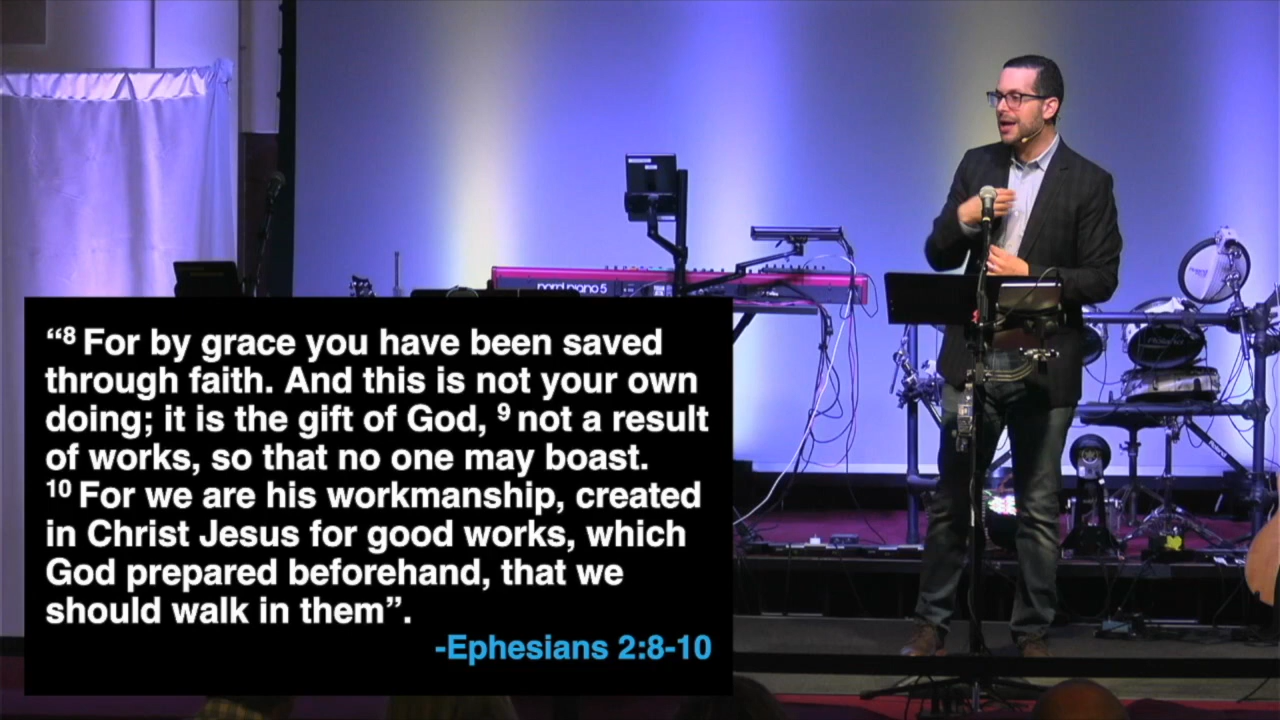 “⁸ For by grace you have been saved
through faith. And this is not your own
doing; it is the gift of God, ⁹ not a result
of works, so that no one may boast.
¹⁰ For we are his workmanship, created
in Christ Jesus for good works, which
God prepared beforehand, that we
should walk in them”.
-Ephesians 2:8-10
nord piano 5
Roland